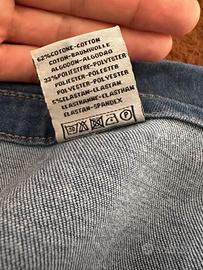 62%COTONE-COTTON
COTON-BAUMWOLLE
ALGODON-ALGODAO
33%POLIESTERE-POLYESTER
POLIESTER-PÓLESTER
POLYESTER-POLYESTER
5%ELASTAN-ELASTAN
ELASTHANNE-ELASTHAN
ELASTAN-SPANDEX
P